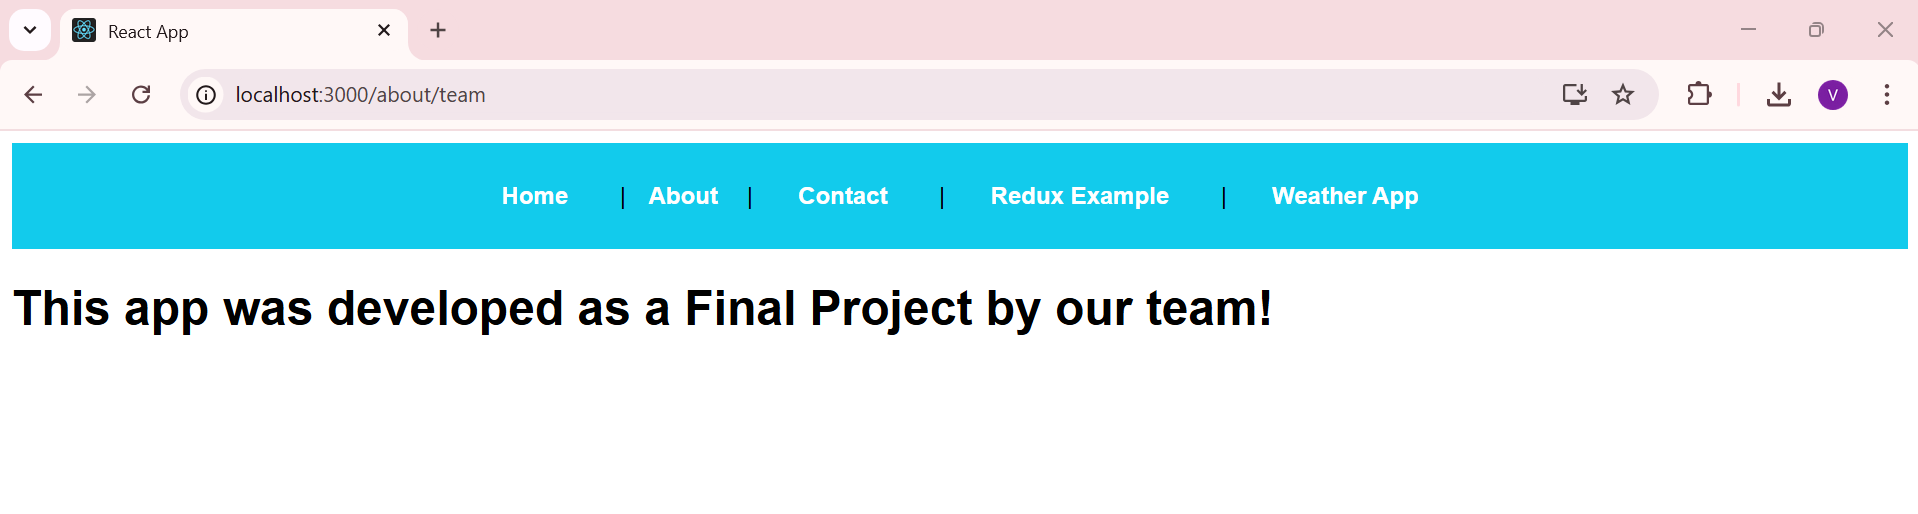 React App
localhost:3000/about/team
V
Home | About | Contact | Redux Example | Weather App
This app was developed as a Final Project by our team!